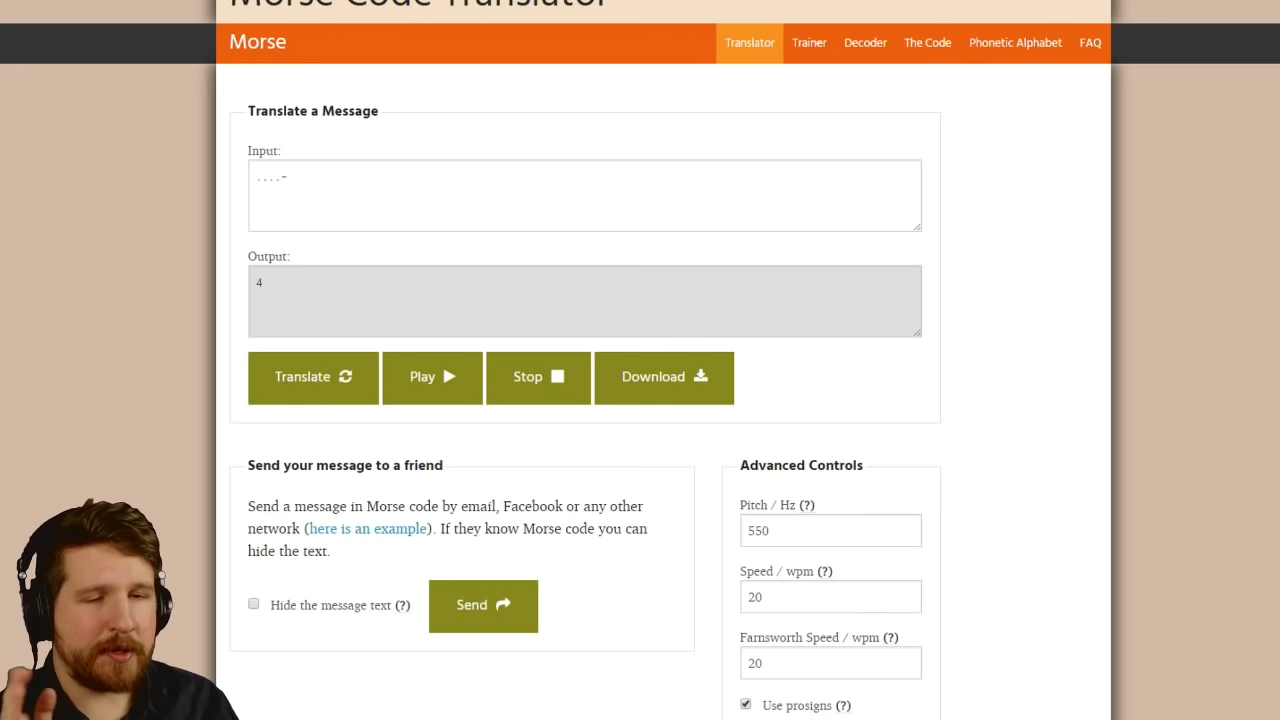 Morse Code Translator
Morse
Translator Trainer Decoder The Code Phonetic Alphabet FAQ
Translate a Message
Input:
....-
Output:
4
Translate Play Stop Download
Send your message to a friend
Send a message in Morse code by email, Facebook or any other
network (here is an example). If they know Morse code you can
hide the text.
Hide the message text (?) Send
Advanced Controls
Pitch / Hz (?)
550
Speed / wpm (?)
20
Farnsworth Speed / wpm (?)
20
Use prosigns (?)